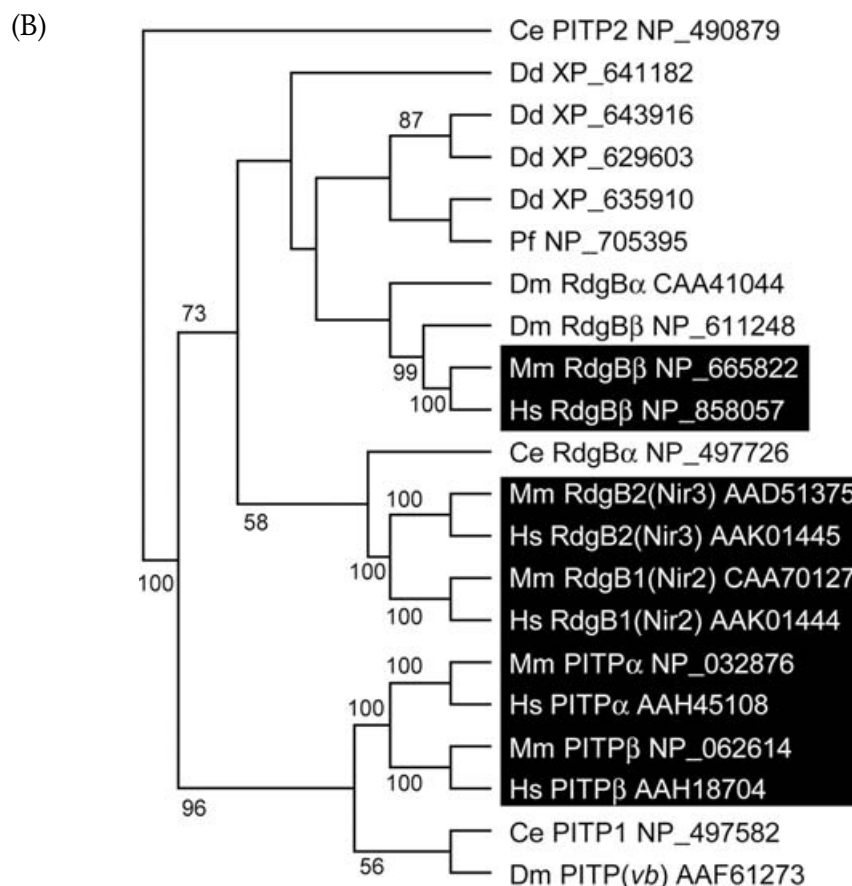 (B)
Ce PITP2 NP_490879
Dd XP_641182
87
Dd XP_643916
Dd XP_629603
Dd XP_635910
Pf NP_705395
Dm RdgBα CAA41044
73
Dm RdgBβ NP_611248
99
Mm RdgBβ NP_665822
100
Hs RdgBβ NP_858057
Ce RdgBα NP_497726
58
100
Mm RdgB2(Nir3) AAD51375
Hs RdgB2(Nir3) AAK01445
100
100
Mm RdgB1(Nir2) CAA70127
100
Hs RdgB1(Nir2) AAK01444
100
Mm PITPα NP_032876
Hs PITPα AAH45108
100
Mm PITPβ NP_062614
100
Hs PITPβ AAH18704
96
Ce PITP1 NP_497582
56
Dm PITP(vb) AAF61273